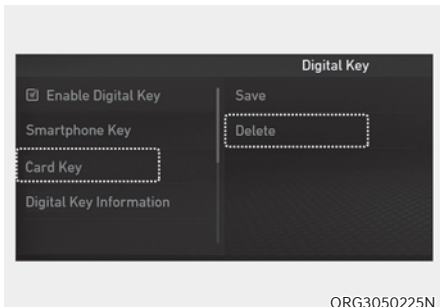 Digital Key
Enable Digital Key
Save
Smartphone Key
Delete
Card Key
Digital Key Information
ORG3050225N